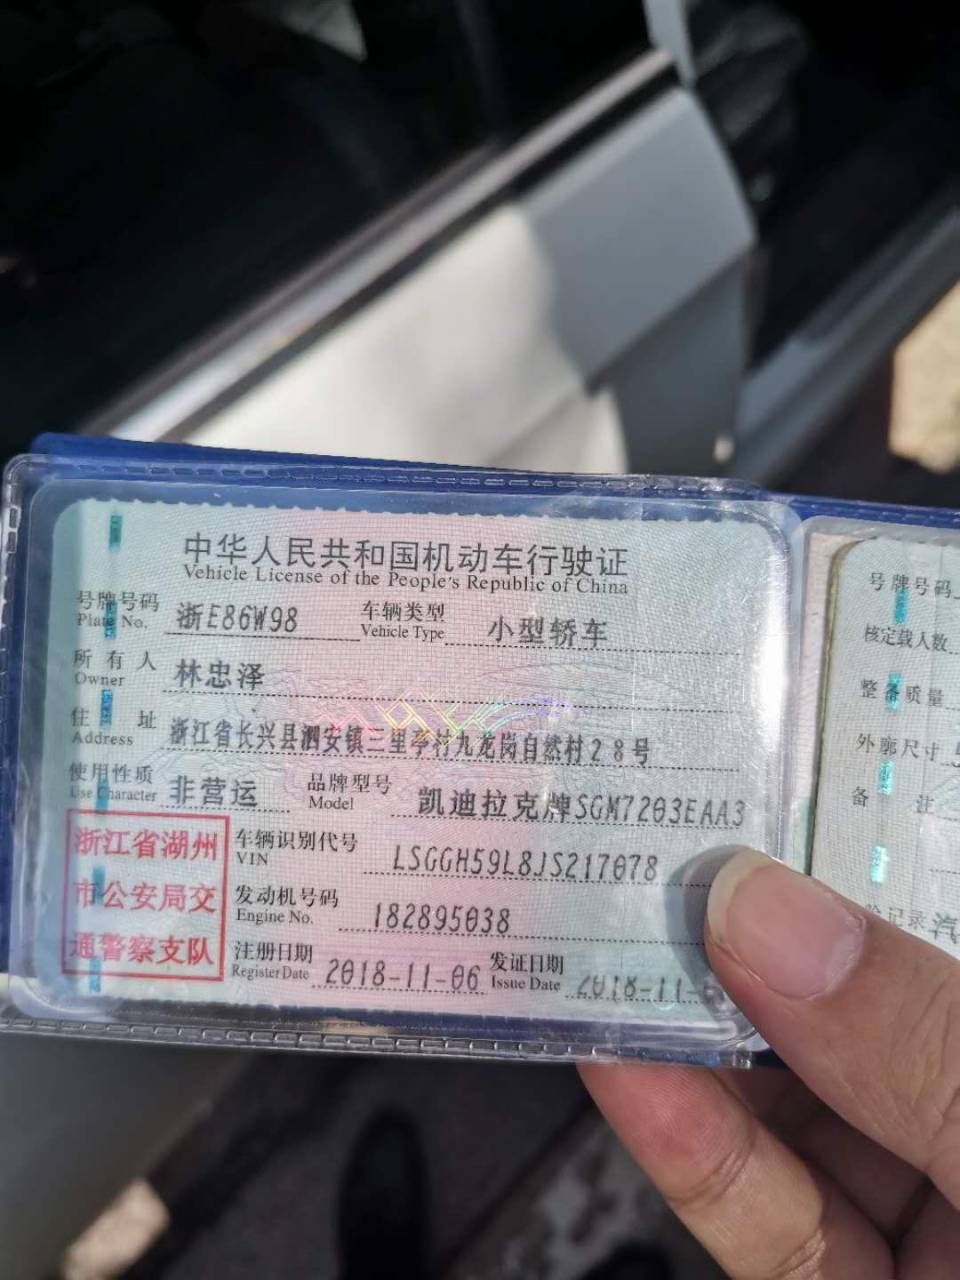 中华人民共和国机动车行驶证
Vehicle License of the People's Republic of China
号牌号码 浙E86W98 车辆类型 小型轿车
Plate No. Vehicle Type
所有人 林忠泽
Owner
住址 浙江省长兴县泗安镇三里亭村九龙岗自然村28号
Address
使用性质 非营运 品牌型号 凯迪拉克牌SGM7203EAA3
Use Character Model
浙江省湖州
市公安局交
通警察支队
车辆识别代号 LSGGH59L8JS217078
VIN
发动机号码 182895038
Engine No.
注册日期 2018-11-06 发证日期 2018-11-
Register Date Issue Date
号牌号码
核定载人数
整备质量
外廓尺寸
备注
验记录 汽